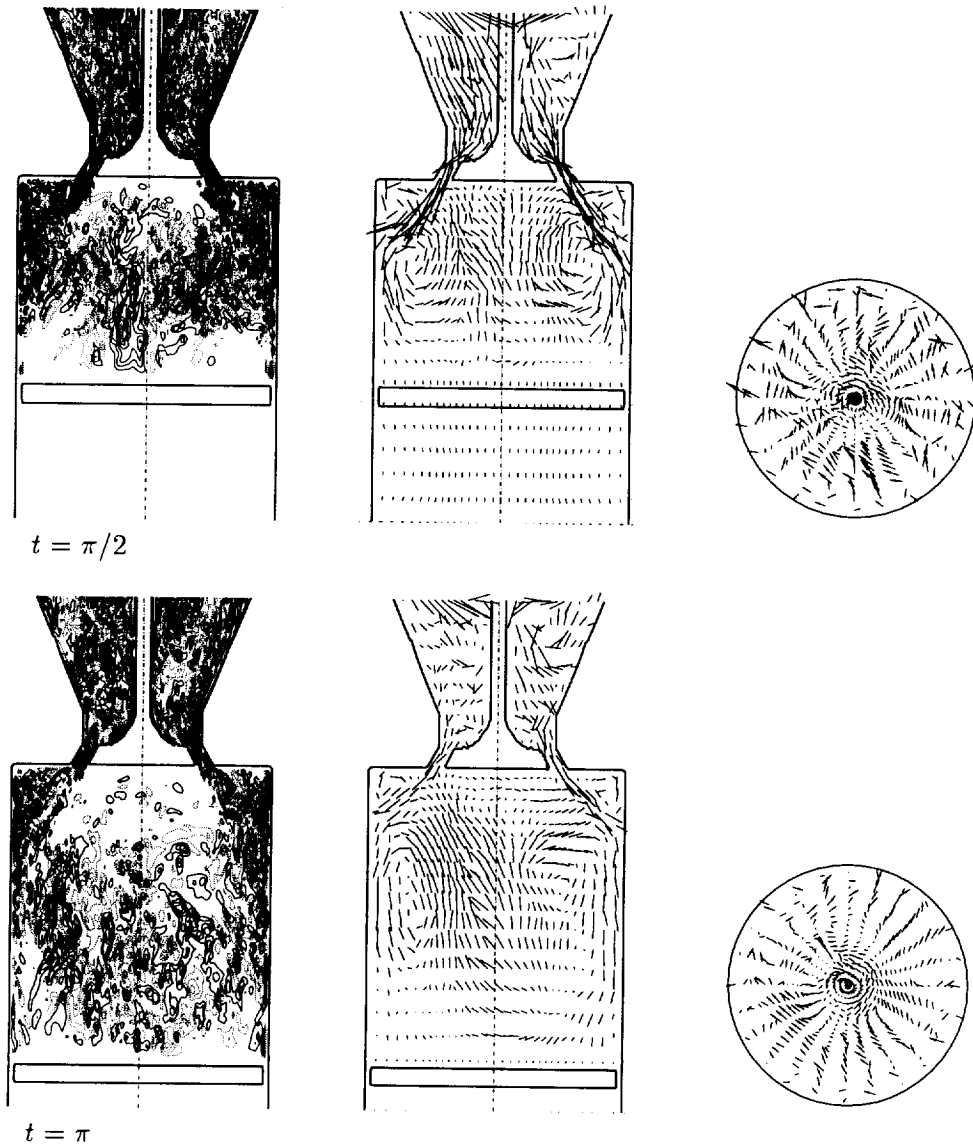 t = π/2
t = π